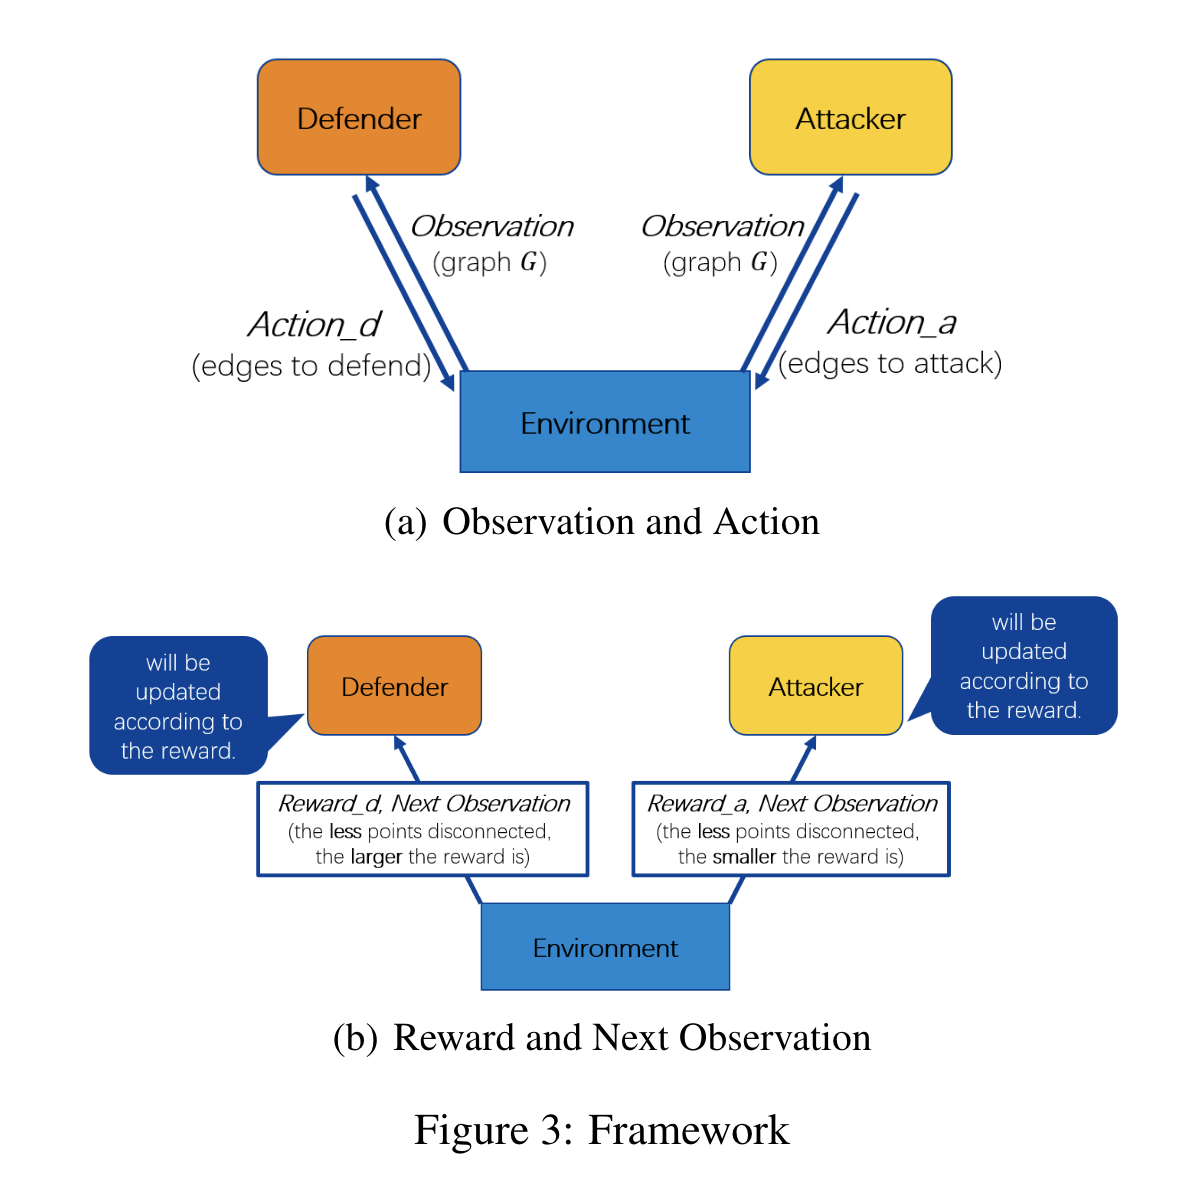 Defender
Attacker
Observation
(graph G)
Observation
(graph G)
Action_d
(edges to defend)
Action_a
(edges to attack)
Environment
(a) Observation and Action
will be
updated
according to
the reward.
Defender
Attacker
will be
updated
according to
the reward.
Reward_d, Next Observation
(the less points disconnected,
the larger the reward is)
Reward_a, Next Observation
(the less points disconnected,
the smaller the reward is)
Environment
(b) Reward and Next Observation
Figure 3: Framework